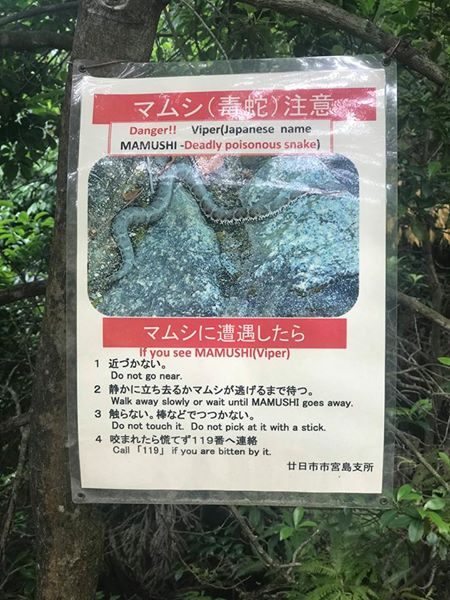 マムシ(毒蛇)注意
Danger!! Viper(Japanese name
MAMUSHI -Deadly poisonous snake)
マムシに遭遇したら
If you see MAMUSHI(Viper)
1 近づかない。
Do not go near.
2 静かに立ち去るかマムシが逃げるまで待つ。
Walk away slowly or wait until MAMUSHI goes away.
3 触らない。棒などでつつかない。
Do not touch it. Do not pick at it with a stick.
4 咬まれたら慌てず119番へ連絡
Call 「119」 if you are bitten by it.
廿日市市宮島支所